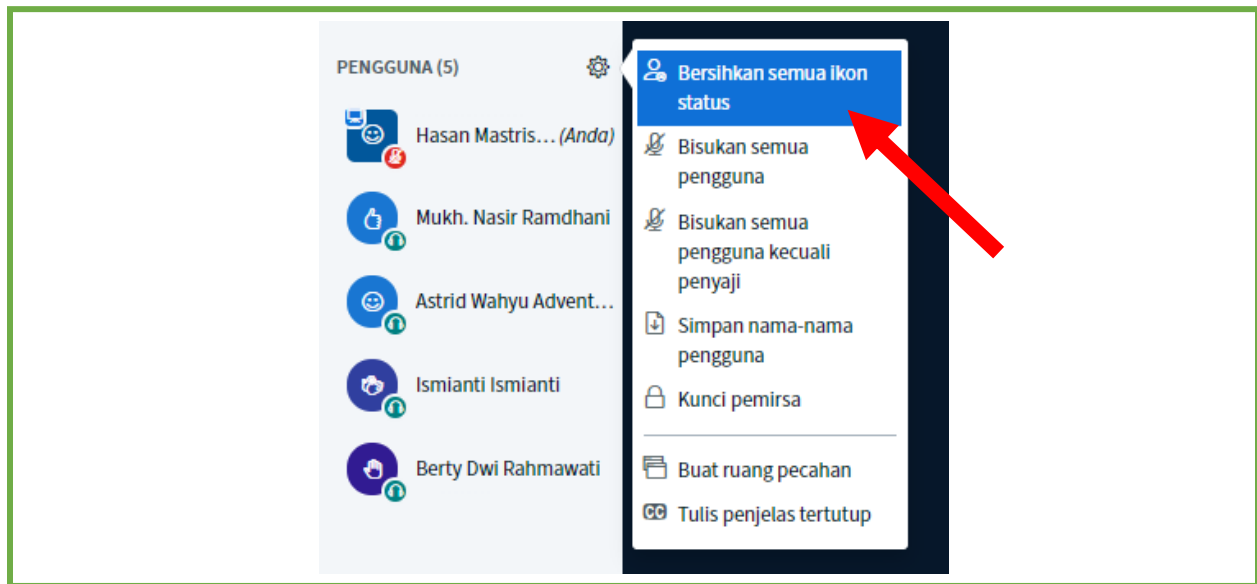 PENGGUNA (5)
Hasan Mastris... (Anda)
Mukh. Nasir Ramdhani
Astrid Wahyu Advent...
Ismianti Ismianti
Berty Dwi Rahmawati
Bersihkan semua ikon
status
Bisukan semua
pengguna
Bisukan semua
pengguna kecuali
penyaji
Simpan nama-nama
pengguna
Kunci pemirsa
Buat ruang pecahan
CC Tulis penjelas tertutup